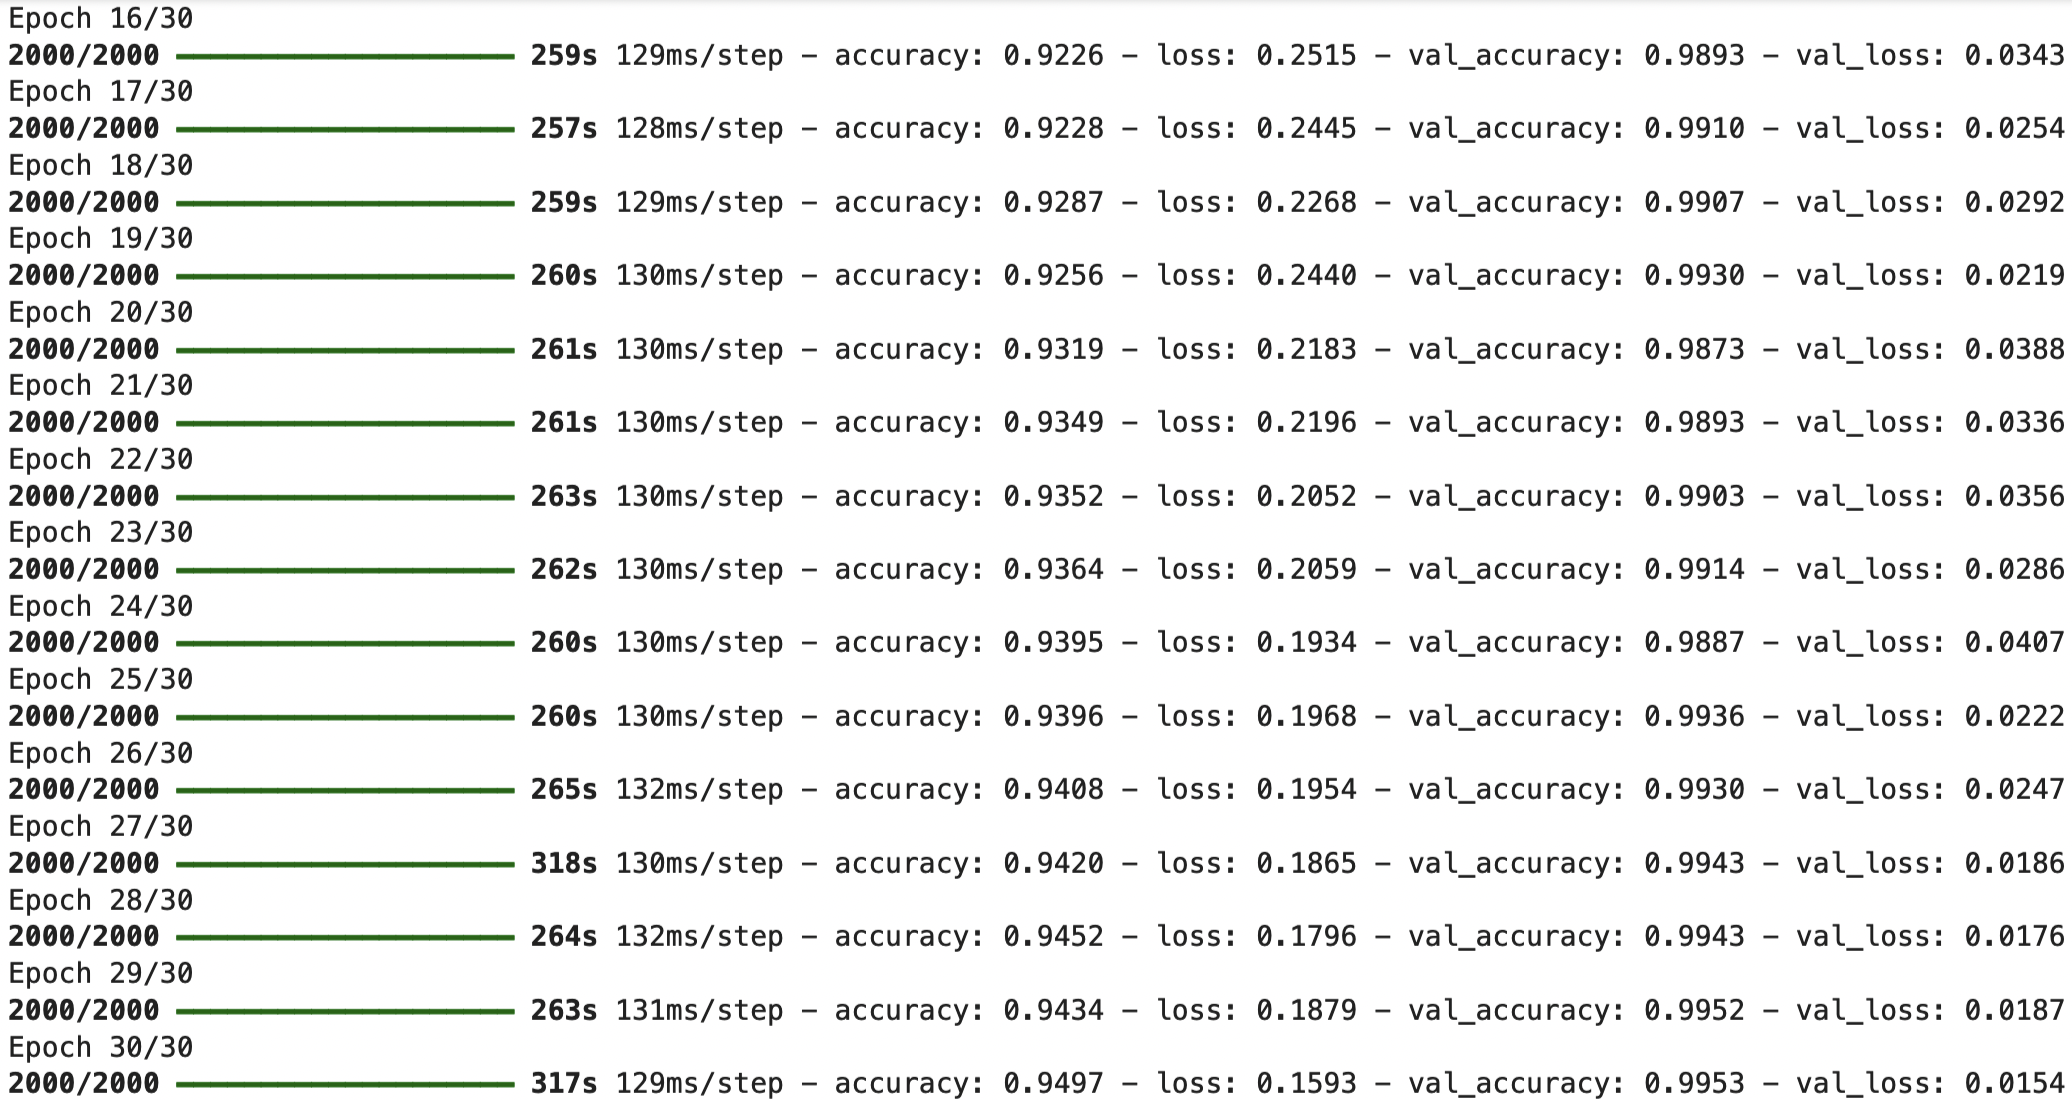 Epoch 16/30
2000/2000 ━━━━━━━━━━━━━━━━━━━━ 259s 129ms/step - accuracy: 0.9226 - loss: 0.2515 - val_accuracy: 0.9893 - val_loss: 0.0343
Epoch 17/30
2000/2000 ━━━━━━━━━━━━━━━━━━━━ 257s 128ms/step - accuracy: 0.9228 - loss: 0.2445 - val_accuracy: 0.9910 - val_loss: 0.0254
Epoch 18/30
2000/2000 ━━━━━━━━━━━━━━━━━━━━ 259s 129ms/step - accuracy: 0.9287 - loss: 0.2268 - val_accuracy: 0.9907 - val_loss: 0.0292
Epoch 19/30
2000/2000 ━━━━━━━━━━━━━━━━━━━━ 260s 130ms/step - accuracy: 0.9256 - loss: 0.2440 - val_accuracy: 0.9930 - val_loss: 0.0219
Epoch 20/30
2000/2000 ━━━━━━━━━━━━━━━━━━━━ 261s 130ms/step - accuracy: 0.9319 - loss: 0.2183 - val_accuracy: 0.9873 - val_loss: 0.0388
Epoch 21/30
2000/2000 ━━━━━━━━━━━━━━━━━━━━ 261s 130ms/step - accuracy: 0.9349 - loss: 0.2196 - val_accuracy: 0.9893 - val_loss: 0.0336
Epoch 22/30
2000/2000 ━━━━━━━━━━━━━━━━━━━━ 263s 130ms/step - accuracy: 0.9352 - loss: 0.2052 - val_accuracy: 0.9903 - val_loss: 0.0356
Epoch 23/30
2000/2000 ━━━━━━━━━━━━━━━━━━━━ 262s 130ms/step - accuracy: 0.9364 - loss: 0.2059 - val_accuracy: 0.9914 - val_loss: 0.0286
Epoch 24/30
2000/2000 ━━━━━━━━━━━━━━━━━━━━ 260s 130ms/step - accuracy: 0.9395 - loss: 0.1934 - val_accuracy: 0.9887 - val_loss: 0.0407
Epoch 25/30
2000/2000 ━━━━━━━━━━━━━━━━━━━━ 260s 130ms/step - accuracy: 0.9396 - loss: 0.1968 - val_accuracy: 0.9936 - val_loss: 0.0222
Epoch 26/30
2000/2000 ━━━━━━━━━━━━━━━━━━━━ 265s 132ms/step - accuracy: 0.9408 - loss: 0.1954 - val_accuracy: 0.9930 - val_loss: 0.0247
Epoch 27/30
2000/2000 ━━━━━━━━━━━━━━━━━━━━ 318s 130ms/step - accuracy: 0.9420 - loss: 0.1865 - val_accuracy: 0.9943 - val_loss: 0.0186
Epoch 28/30
2000/2000 ━━━━━━━━━━━━━━━━━━━━ 264s 132ms/step - accuracy: 0.9452 - loss: 0.1796 - val_accuracy: 0.9943 - val_loss: 0.0176
Epoch 29/30
2000/2000 ━━━━━━━━━━━━━━━━━━━━ 263s 131ms/step - accuracy: 0.9434 - loss: 0.1879 - val_accuracy: 0.9952 - val_loss: 0.0187
Epoch 30/30
2000/2000 ━━━━━━━━━━━━━━━━━━━━ 317s 129ms/step - accuracy: 0.9497 - loss: 0.1593 - val_accuracy: 0.9953 - val_loss: 0.0154